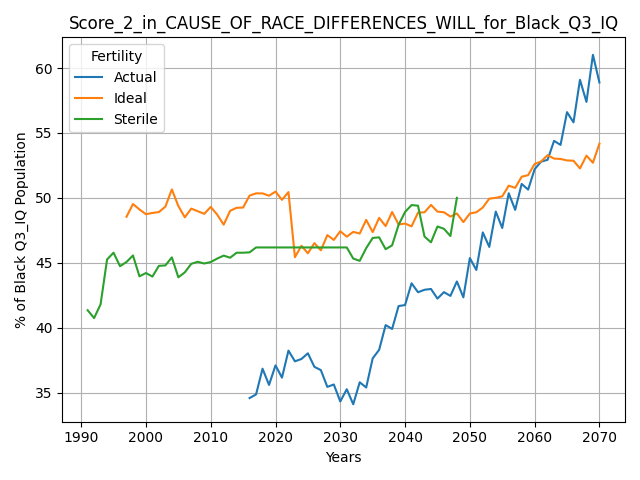 Score_2_in_CAUSE_OF_RACE_DIFFERENCES_WILL_for_Black_Q3_IQ
Fertility
Actual
Ideal
Sterile
% of Black Q3_IQ Population
60
55
50
45
40
35
1990 2000 2010 2020 2030 2040 2050 2060 2070
Years